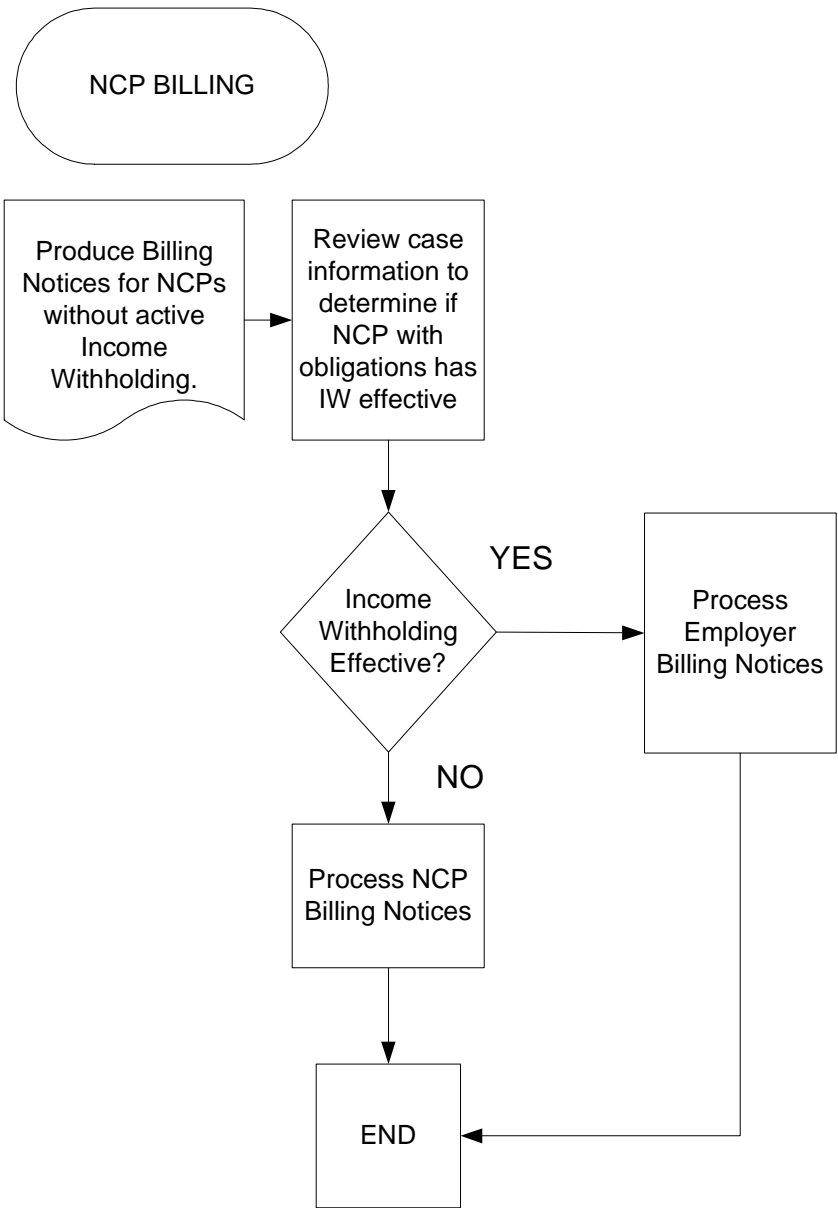 NCP BILLING
Produce Billing
Notices for NCPs
without active
Income
Withholding.
Review case
information to
determine if
NCP with
obligations has
IW effective
Income
Withholding
Effective?
YES
Process
Employer
Billing Notices
NO
Process NCP
Billing Notices
END